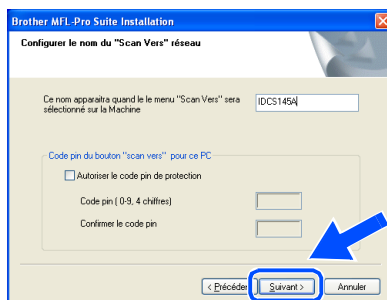 Brother MFL-Pro Suite Installation
Configurer le nom du "Scan Vers" réseau
Ce nom apparaitra quand le le menu "Scan Vers" sera
sélectionné sur la Machine
IDCS145A
Code pin du bouton "scan vers" pour ce PC
Autoriser le code pin de protection
Code pin ( 0-9, 4 chiffres)
Confirmer le code pin
< Précéden
Suivant >
Annuler